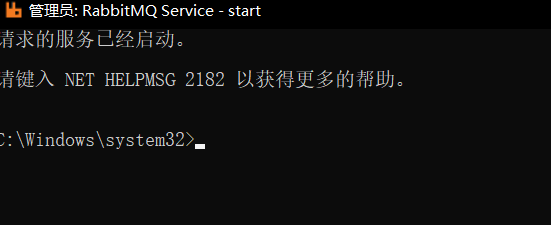 管理员: RabbitMQ Service - start
请求的服务已经启动。
请键入 NET HELPMSG 2182 以获得更多的帮助。
C:\Windows\system32>